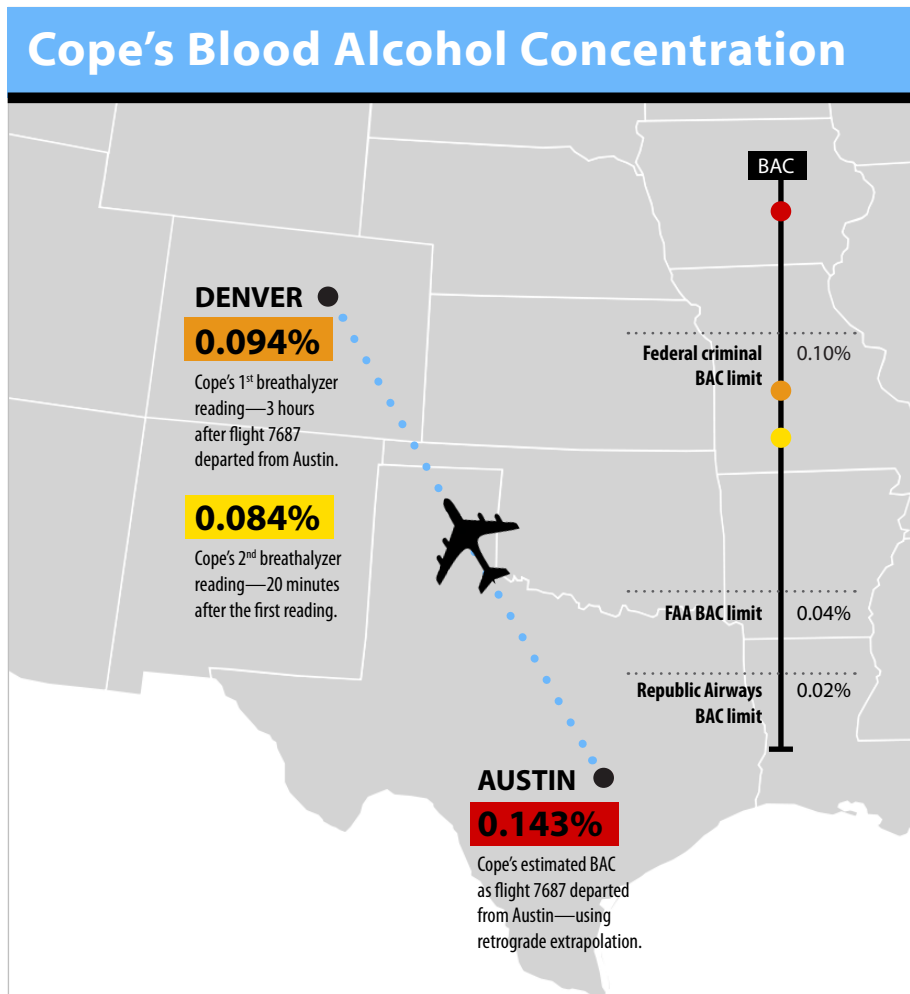 Cope’s Blood Alcohol Concentration
BAC
DENVER
0.094%
Cope’s 1st breathalyzer
reading—3 hours
after flight 7687
departed from Austin.
0.084%
Cope’s 2nd breathalyzer
reading—20 minutes
after the first reading.
Federal criminal
BAC limit
0.10%
FAA BAC limit
0.04%
Republic Airways
BAC limit
0.02%
AUSTIN
0.143%
Cope’s estimated BAC
as flight 7687 departed
from Austin—using
retrograde extrapolation.